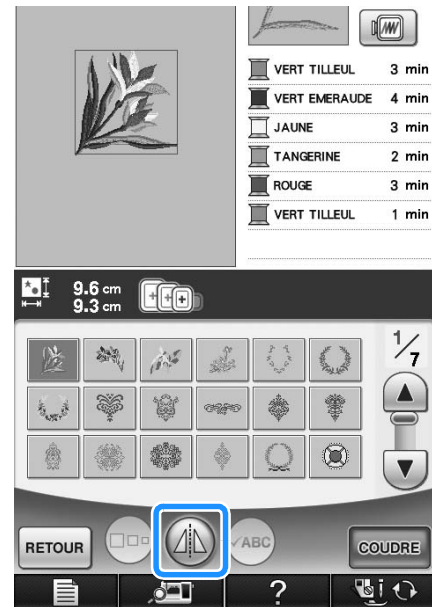 VERT TILLEUL 3 min
VERT EMERAUDE 4 min
JAUNE 3 min
TANGERINE 2 min
ROUGE 3 min
VERT TILLEUL 1 min
9.6 cm
9.3 cm
1/7
RETOUR
ABC
COUDRE
?